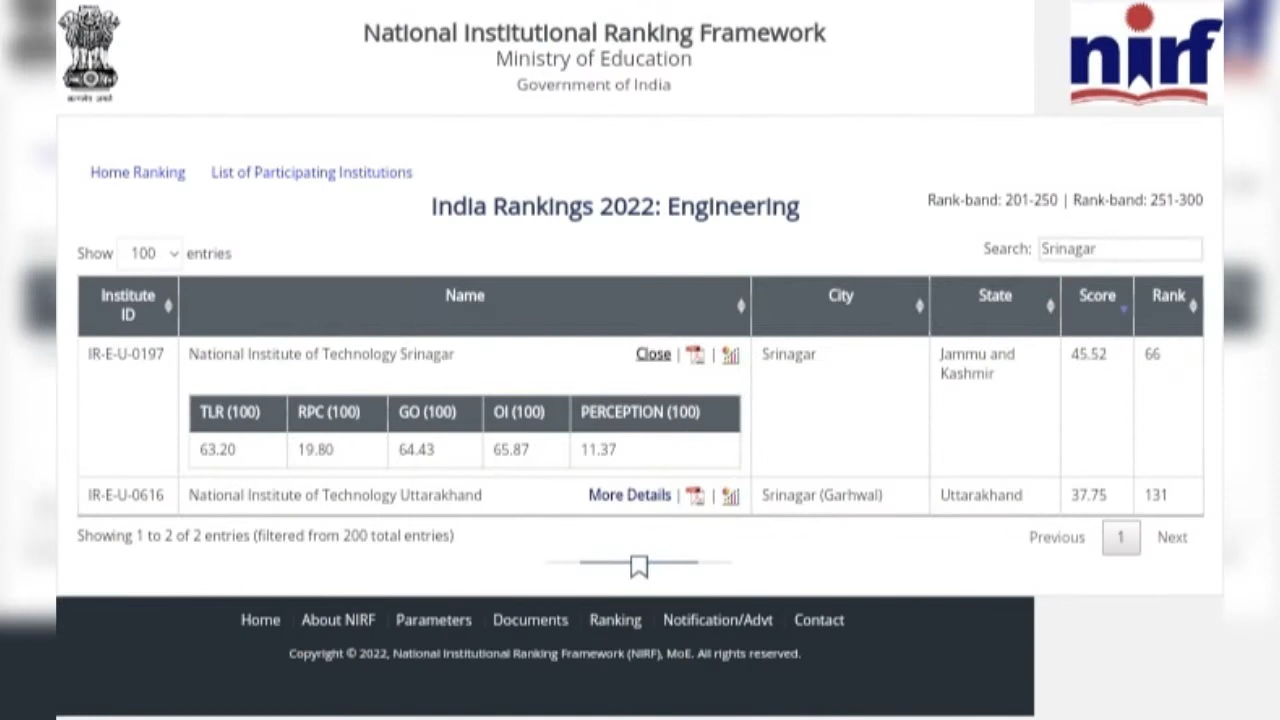 National Institutional Ranking Framework
Ministry of Education
Government of India
nirf
Home Ranking List of Participating Institutions
India Rankings 2022: Engineering
Rank-band: 201-250 | Rank-band: 251-300
Show 100 entries
Search: Srinagar
Institute ID Name City State Score Rank
IR-E-U-0197 National Institute of Technology Srinagar Close | | Srinagar Jammu and Kashmir 45.52 66
TLR (100) RPC (100) GO (100) OI (100) PERCEPTION (100)
63.20 19.80 64.43 65.87 11.37
IR-E-U-0616 National Institute of Technology Uttarakhand More Details | | Srinagar (Garhwal) Uttarakhand 37.75 131
Showing 1 to 2 of 2 entries (filtered from 200 total entries)
Previous 1 Next
Home About NIRF Parameters Documents Ranking Notification/Advt Contact
Copyright © 2022, National Institutional Ranking Framework (NIRF), MoE. All rights reserved.